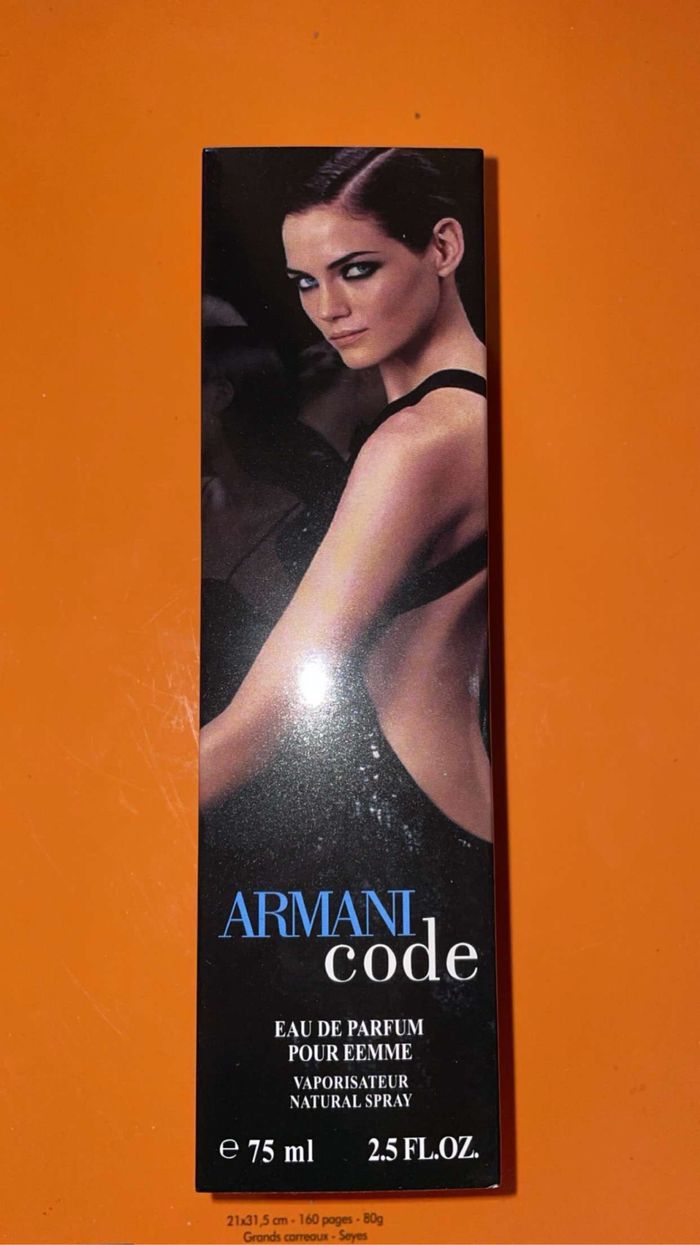 ARMANI
code
EAU DE PARFUM
POUR EEMME
VAPORISATEUR
NATURAL SPRAY
℮ 75 ml 2.5 FL.OZ.
21x31,5 cm - 160 pages - 80g
Grands carreaux - Seyes